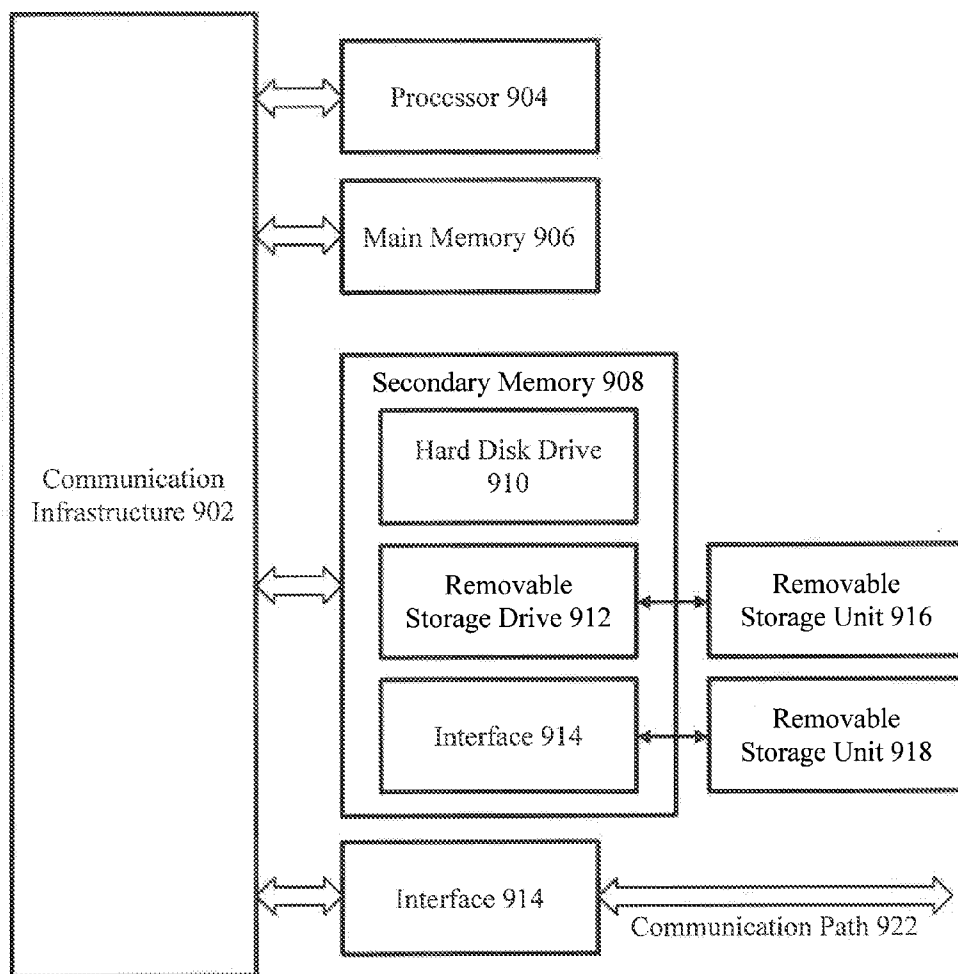 Processor 904
Main Memory 906
Secondary Memory 908
Hard Disk Drive
910
Communication
Infrastructure 902
Removable
Storage Drive 912
Removable
Storage Unit 916
Interface 914
Removable
Storage Unit 918
Interface 914
Communication Path 922